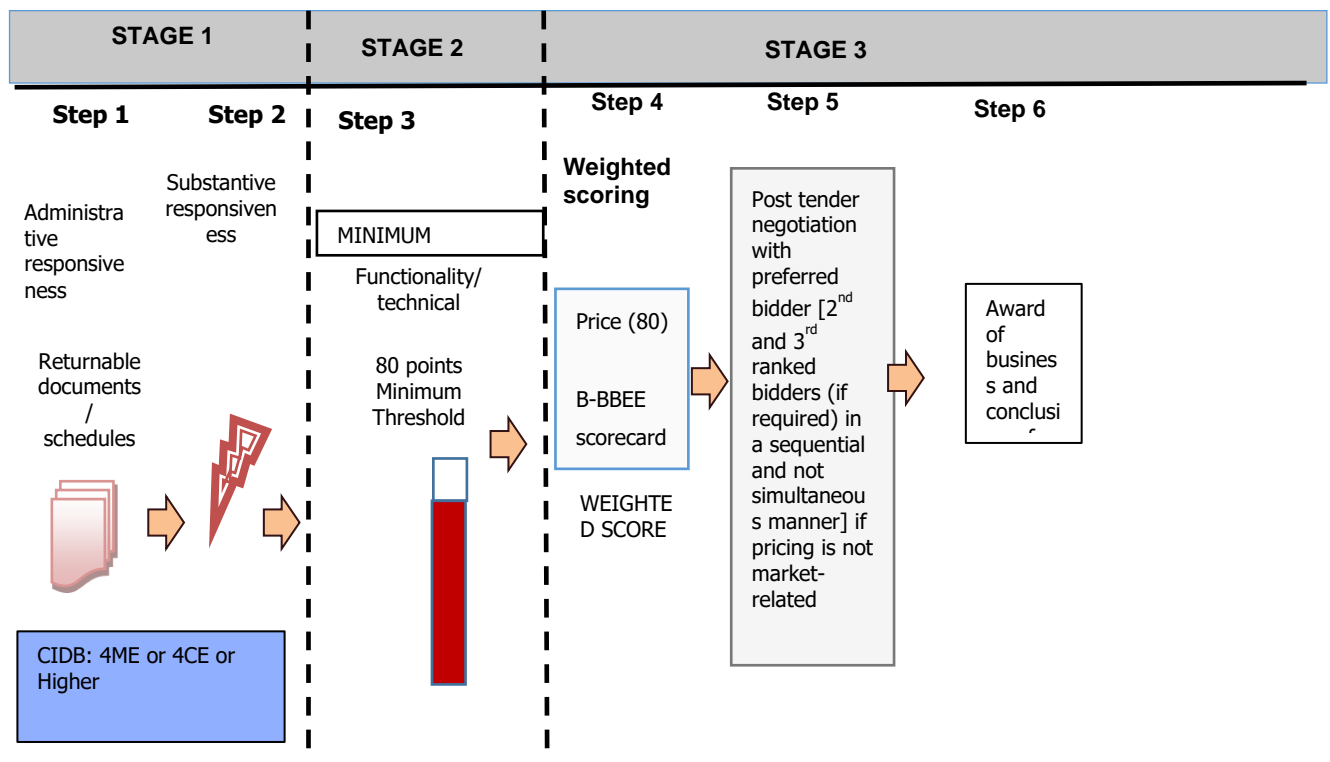 STAGE 1
STAGE 2
STAGE 3
Step 1
Step 2
Step 3
Step 4
Step 5
Step 6
Administra
tive
responsive
ness
Returnable
documents
/
schedules
Substantive
responsiven
ess
CIDB: 4ME or 4CE or
Higher
MINIMUM
Functionality/
technical
80 points
Minimum
Threshold
Weighted
scoring
Price (80)
B-BBEE
scorecard
WEIGHTE
D SCORE
Post tender
negotiation
with
preferred
bidder [2nd
and 3rd
ranked
bidders (if
required) in
a sequential
and not
simultaneou
s manner] if
pricing is not
market-
related
Award
of
busines
s and
conclusi